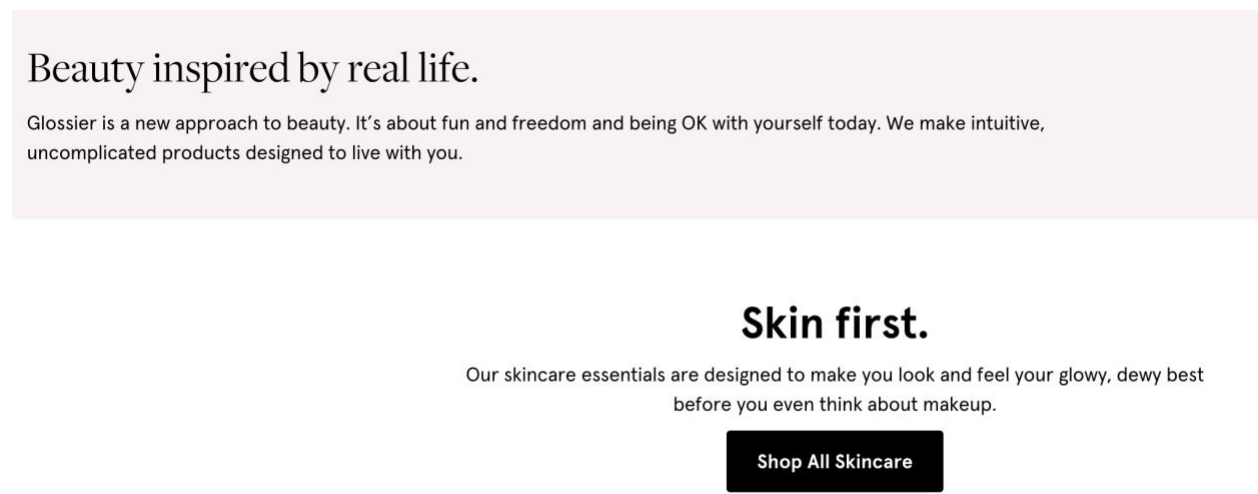 Beauty inspired by real life.
Glossier is a new approach to beauty. It’s about fun and freedom and being OK with yourself today. We make intuitive,
uncomplicated products designed to live with you.
Skin first.
Our skincare essentials are designed to make you look and feel your glowy, dewy best
before you even think about makeup.
Shop All Skincare